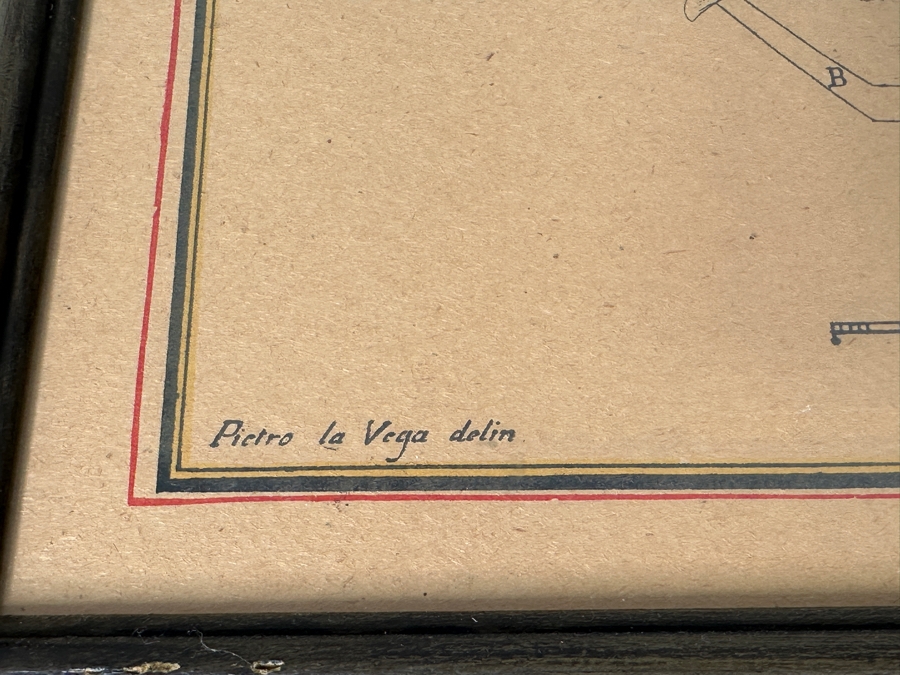 B
Pietro la Vega delin.